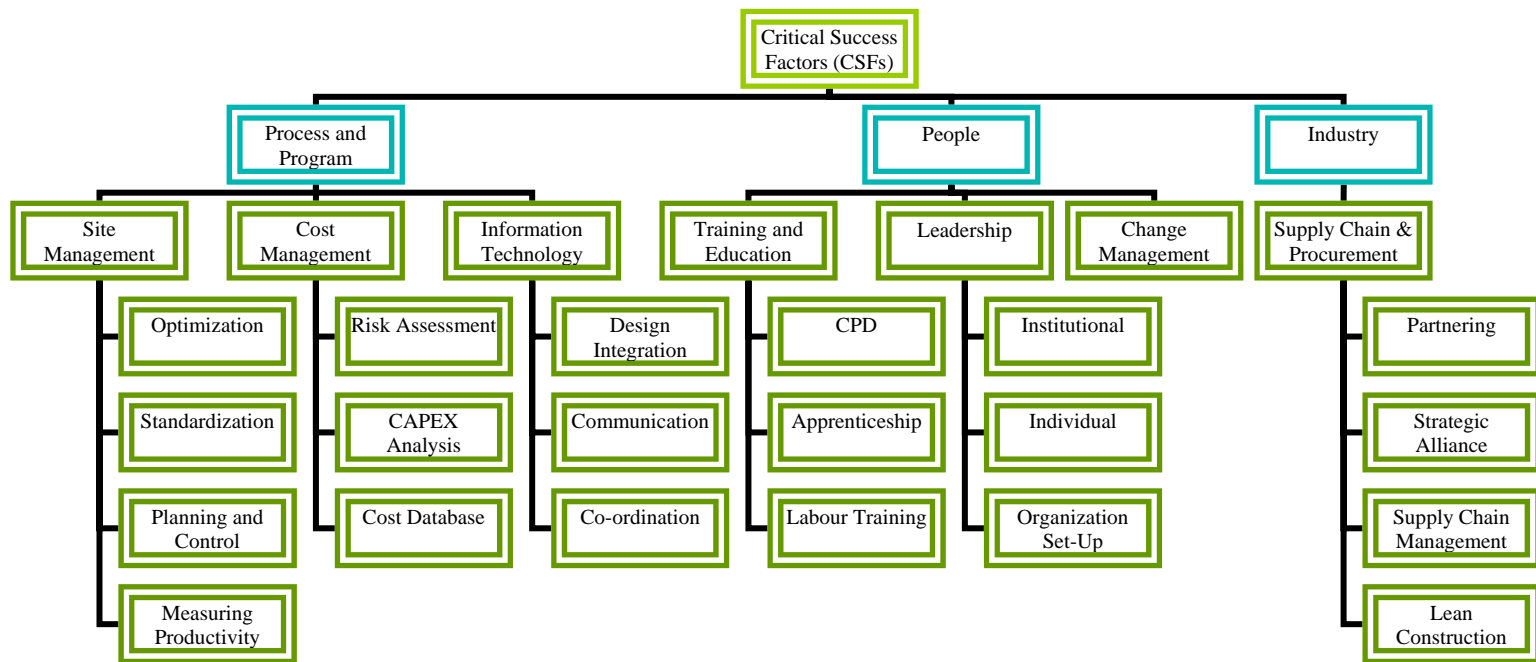 Critical Success
Factors (CSFs)
Process and
Program
People
Industry
Site
Management
Cost
Management
Information
Technology
Training and
Education
Leadership
Change
Management
Supply Chain &
Procurement
Optimization
Risk Assessment
Design
Integration
CPD
Institutional
Partnering
Standardization
CAPEX
Analysis
Communication
Apprenticeship
Individual
Strategic
Alliance
Planning and
Control
Cost Database
Co-ordination
Labour Training
Organization
Set-Up
Supply Chain
Management
Measuring
Productivity
Lean
Construction